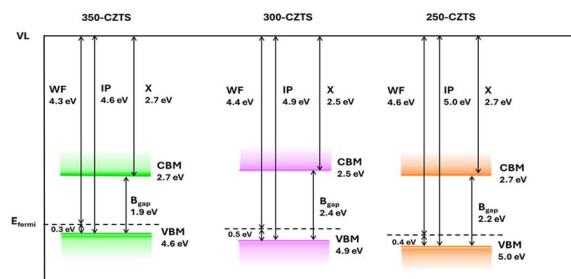 350-CZTS 300-CZTS 250-CZTS
VL
WF IP X WF IP X WF IP X
4.3 eV 4.6 eV 2.7 eV 4.4 eV 4.9 eV 2.5 eV 4.6 eV 5.0 eV 2.7 eV
CBM CBM CBM
2.7 eV 2.5 eV 2.7 eV
Bgap Bgap Bgap
1.9 eV 2.4 eV 2.2 eV
Efermi
0.3 eV 0.5 eV 0.4 eV
VBM VBM VBM
4.6 eV 4.9 eV 5.0 eV